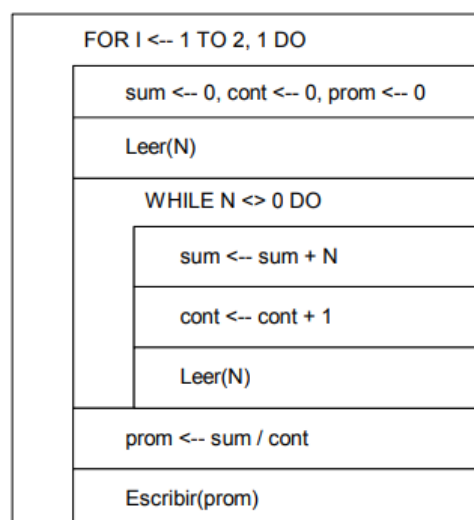 FOR I <-- 1 TO 2, 1 DO
sum <-- 0, cont <-- 0, prom <-- 0
Leer(N)
WHILE N <> 0 DO
sum <-- sum + N
cont <-- cont + 1
Leer(N)
prom <-- sum / cont
Escribir(prom)